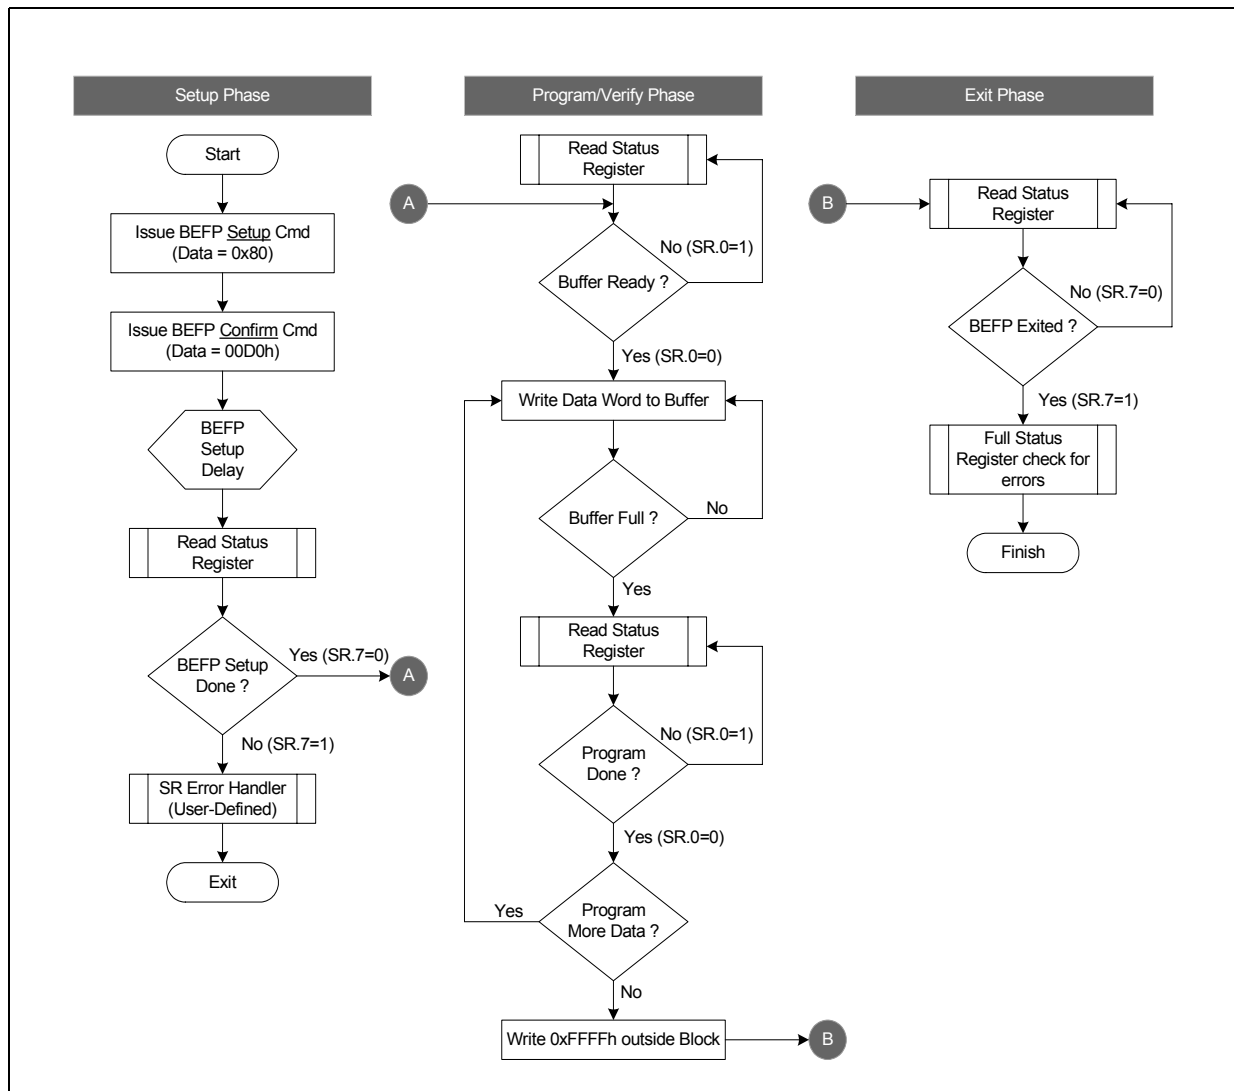 Setup Phase
Start
Issue BEFP Setup Cmd
(Data = 0x80)
Issue BEFP Confirm Cmd
(Data = 00D0h)
BEFP
Setup
Delay
Read Status
Register
BEFP Setup
Done ?
Yes (SR.7=0)
A
No (SR.7=1)
SR Error Handler
(User-Defined)
Exit
Program/Verify Phase
Read Status
Register
A
No (SR.0=1)
Buffer Ready ?
Yes (SR.0=0)
Write Data Word to Buffer
Buffer Full ?
No
Yes
Read Status
Register
No (SR.0=1)
Program
Done ?
Yes (SR.0=0)
Yes
Program
More Data ?
No
Write 0xFFFFh outside Block
B
Exit Phase
B
Read Status
Register
No (SR.7=0)
BEFP Exited ?
Yes (SR.7=1)
Full Status
Register check for
errors
Finish